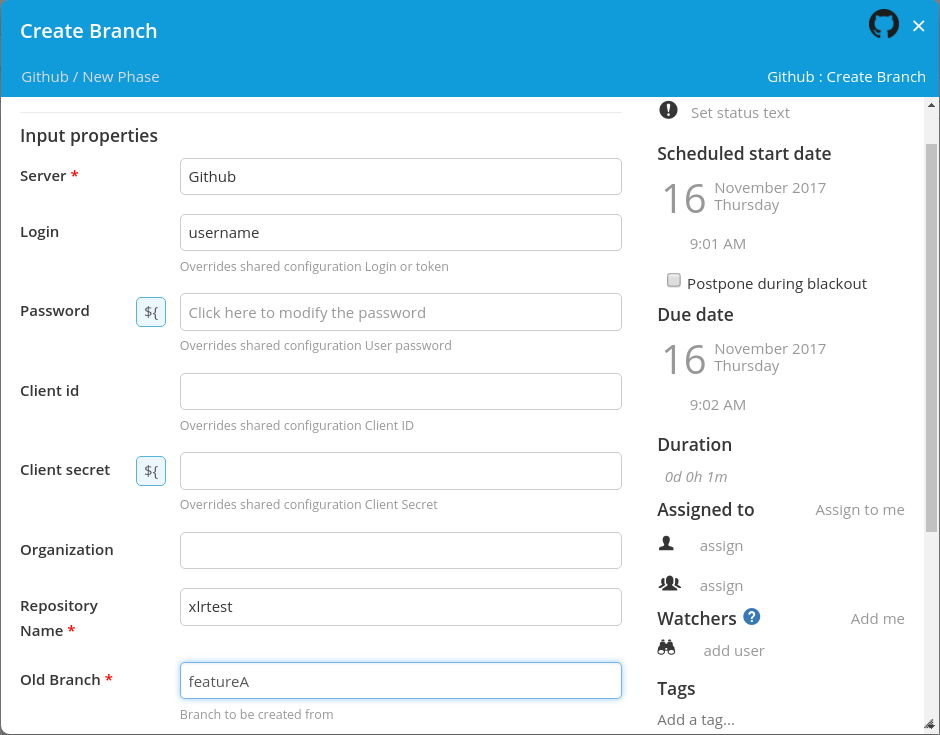 Create Branch
Github / New Phase
Github : Create Branch
Input properties
Server *
Github
Login
username
Overrides shared configuration Login or token
Password
${
Click here to modify the password
Overrides shared configuration User password
Client id
Overrides shared configuration Client ID
Client secret
${
Overrides shared configuration Client Secret
Organization
Repository
Name *
xlrtest
Old Branch *
featureA
Branch to be created from
Set status text
Scheduled start date
16
November 2017
Thursday
9:01 AM
Postpone during blackout
Due date
16
November 2017
Thursday
9:02 AM
Duration
0d 0h 1m
Assigned to
Assign to me
assign
assign
Watchers ?
Add me
add user
Tags
Add a tag...